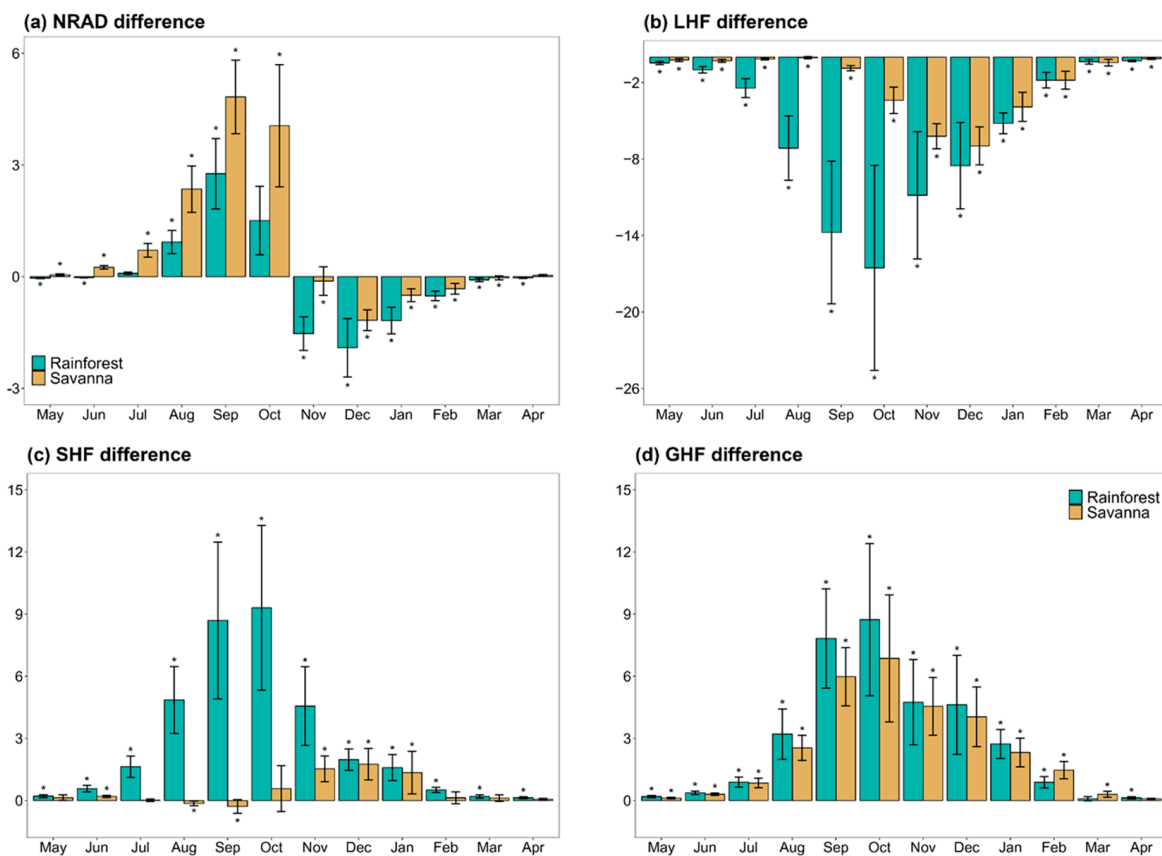 (a) NRAD difference
6
3
0
-3
Rainforest
Savanna
May Jun Jul Aug Sep Oct Nov Dec Jan Feb Mar Apr
(b) LHF difference
-2
-8
-14
-20
-26
May Jun Jul Aug Sep Oct Nov Dec Jan Feb Mar Apr
(c) SHF difference
15
12
9
6
3
0
May Jun Jul Aug Sep Oct Nov Dec Jan Feb Mar Apr
(d) GHF difference
15
12
9
6
3
0
Rainforest
Savanna
May Jun Jul Aug Sep Oct Nov Dec Jan Feb Mar Apr